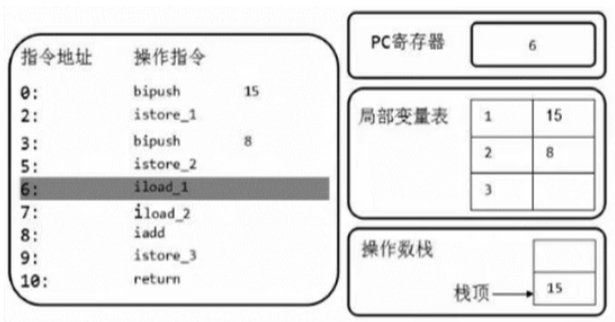 指令地址 操作指令
0: bipush 15
2: istore_1
3: bipush 8
5: istore_2
6: iload_1
7: iload_2
8: iadd
9: istore_3
10: return
PC寄存器 6
局部变量表
1 15
2 8
3
操作数栈
栈顶 15